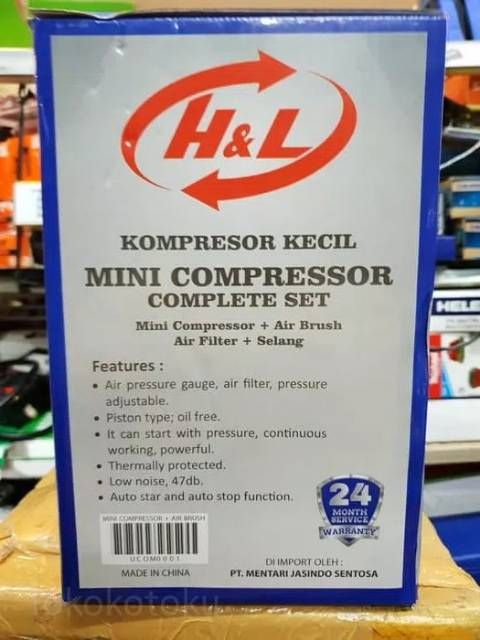 H&L
KOMPRESOR KECIL
MINI COMPRESSOR
COMPLETE SET
Mini Compressor + Air Brush
Air Filter + Selang
Features :
• Air pressure gauge, air filter, pressure
adjustable.
• Piston type; oil free.
• It can start with pressure, continuous
working, powerful.
• Thermally protected.
• Low noise, 47db.
• Auto star and auto stop function.
24
MONTH
SERVICE
WARRANTY
MINI COMPRESSOR + AIR BRUSH
UCOM0001
MADE IN CHINA
DI IMPORT OLEH :
PT. MENTARI JASINDO SENTOSA
HELE
tokokotoku